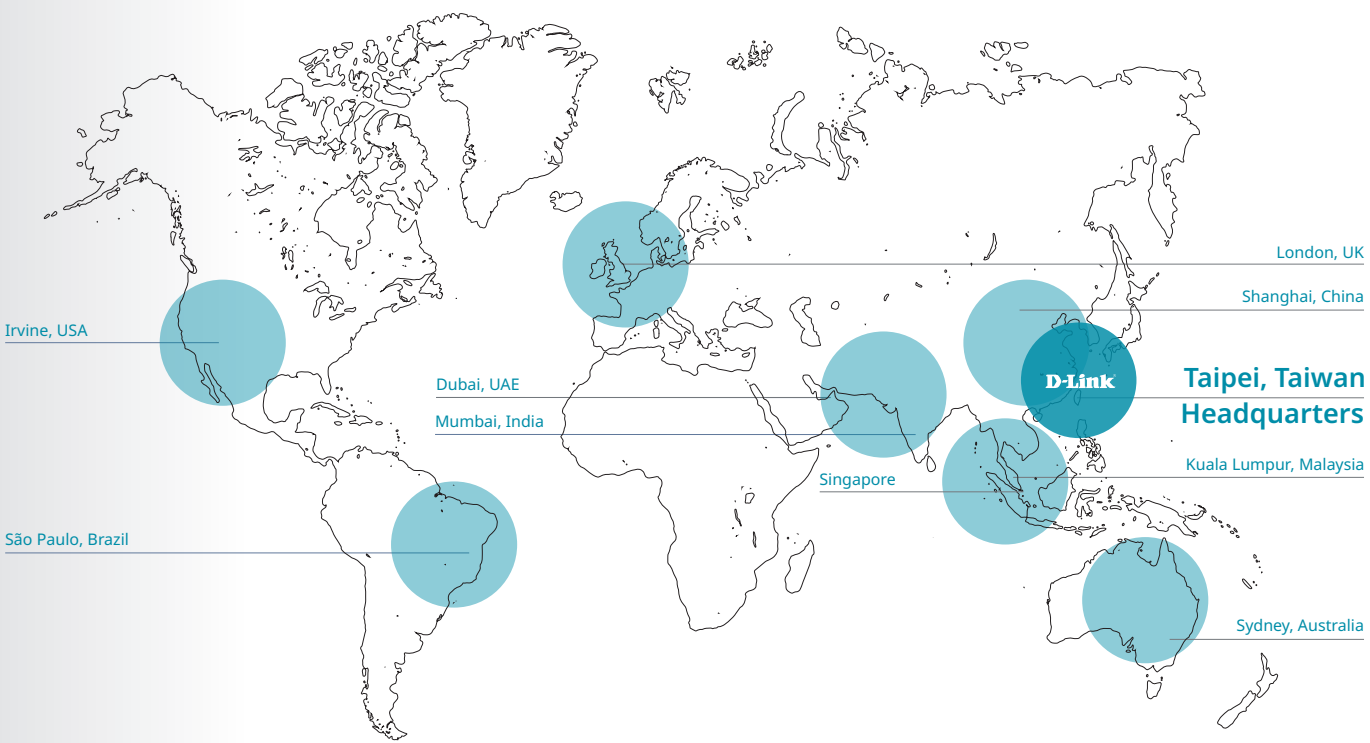 London, UK
Shanghai, China
Irvine, USA
D-Link
Taipei, Taiwan
Headquarters
Dubai, UAE
Mumbai, India
Kuala Lumpur, Malaysia
Singapore
São Paulo, Brazil
Sydney, Australia